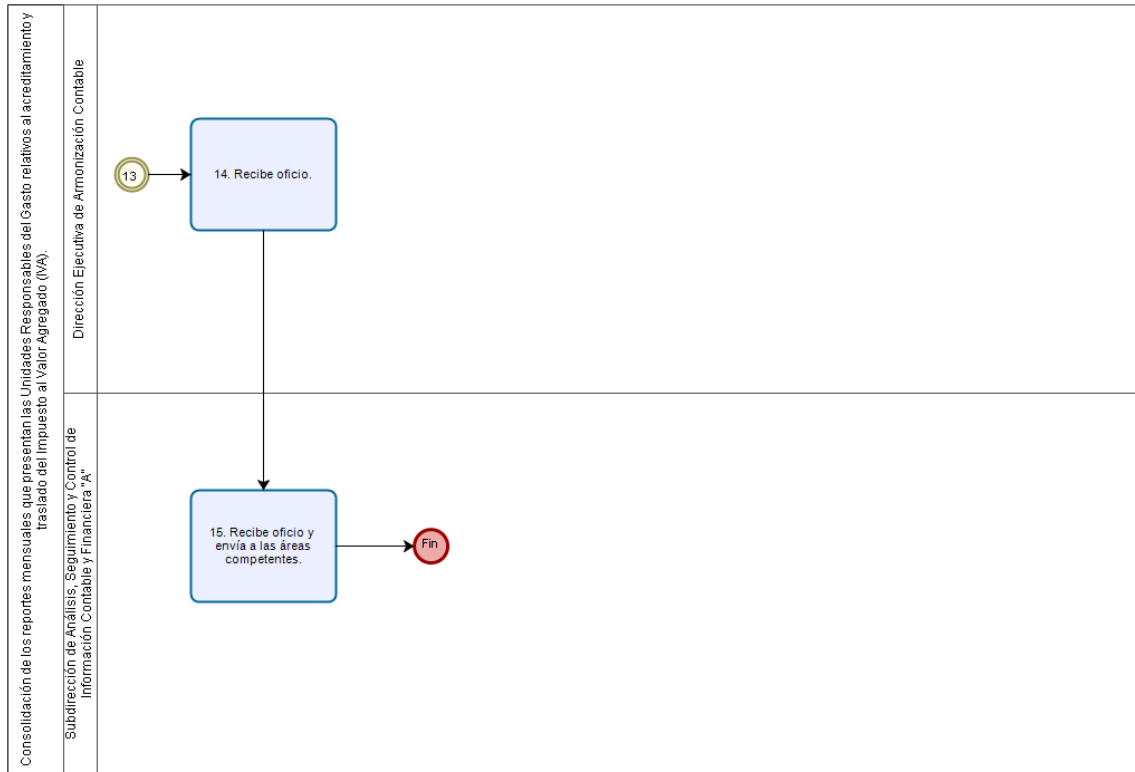 Consolidación de los reportes mensuales que presentan las Unidades Responsables del Gasto relativos al acreditamiento y
traslado del Impuesto al Valor Agregado (IVA).
Dirección Ejecutiva de Armonización Contable
13
14. Recibe oficio.
Subdirección de Análisis, Seguimiento y Control de
Información Contable y Financiera "A"
15. Recibe oficio y
envía a las áreas
competentes.
Fin